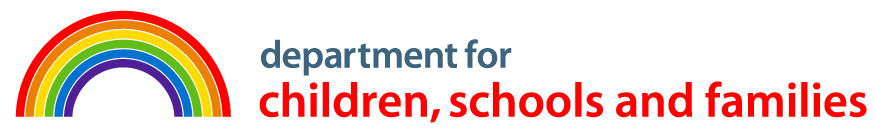 department for
children, schools and families